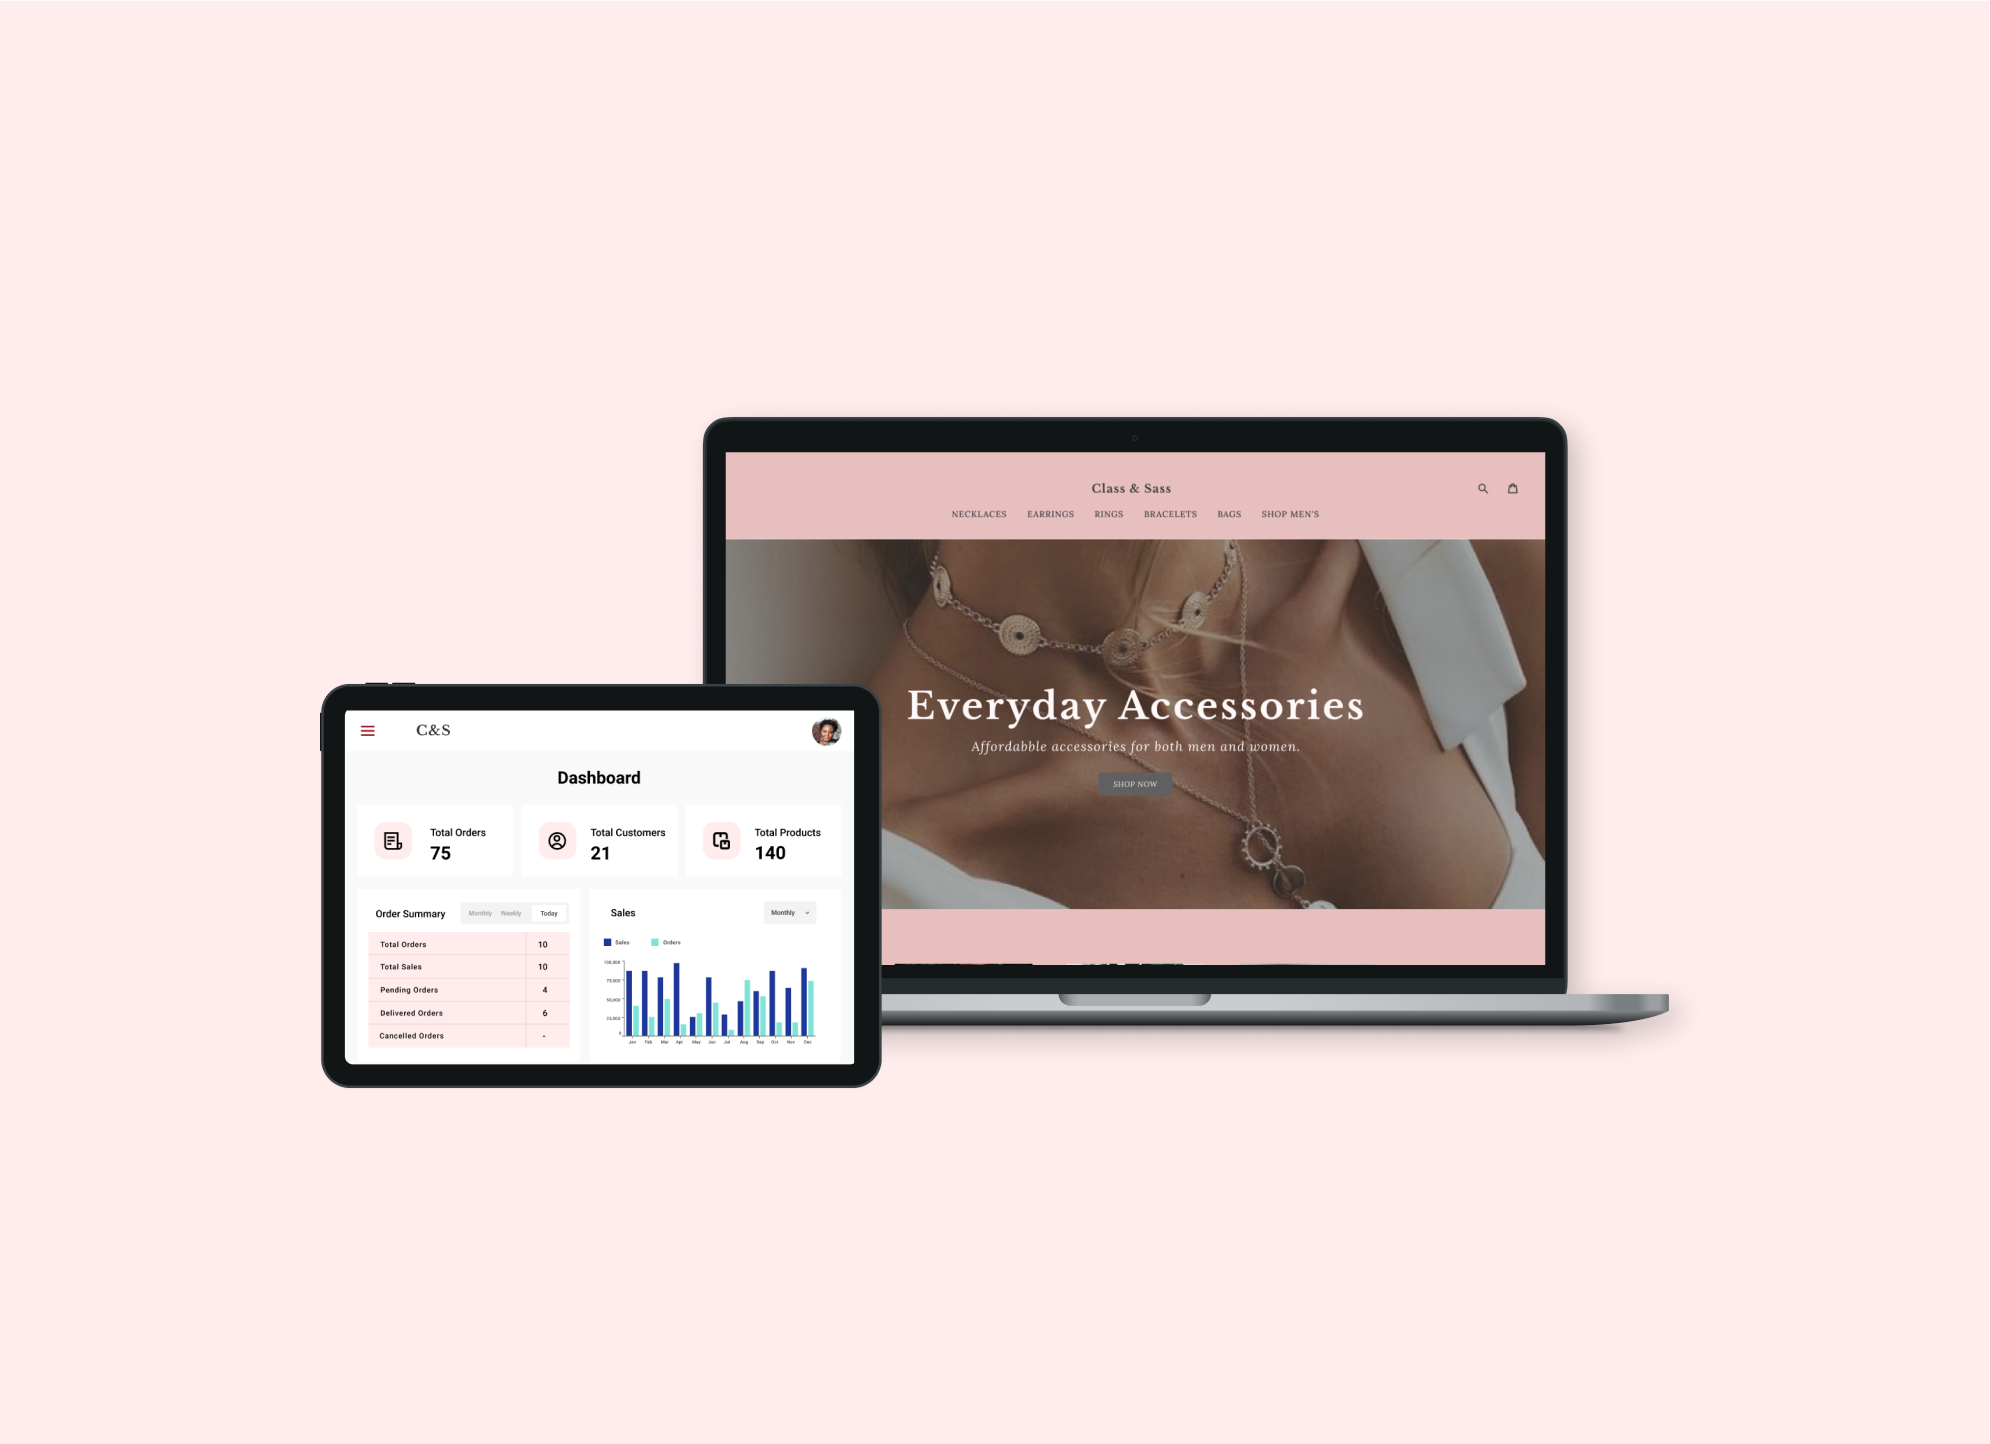 Class & Sass
NECKLACES EARRINGS RINGS BRACELETS BAGS SHOP MEN'S
Everyday Accessories
Affordabble accessories for both men and women.
SHOP NOW
C&S
Dashboard
Total Orders
75
Total Customers
21
Total Products
140
Order Summary
Monthly Weekly Today
Total Orders 10
Total Sales 10
Pending Orders 4
Delivered Orders 6
Cancelled Orders -
Sales
Monthly
Sales Orders
100,000
75,000
50,000
25,000
0
Jan Feb Mar Apr May Jun Jul Aug Sep Oct Nov Dec